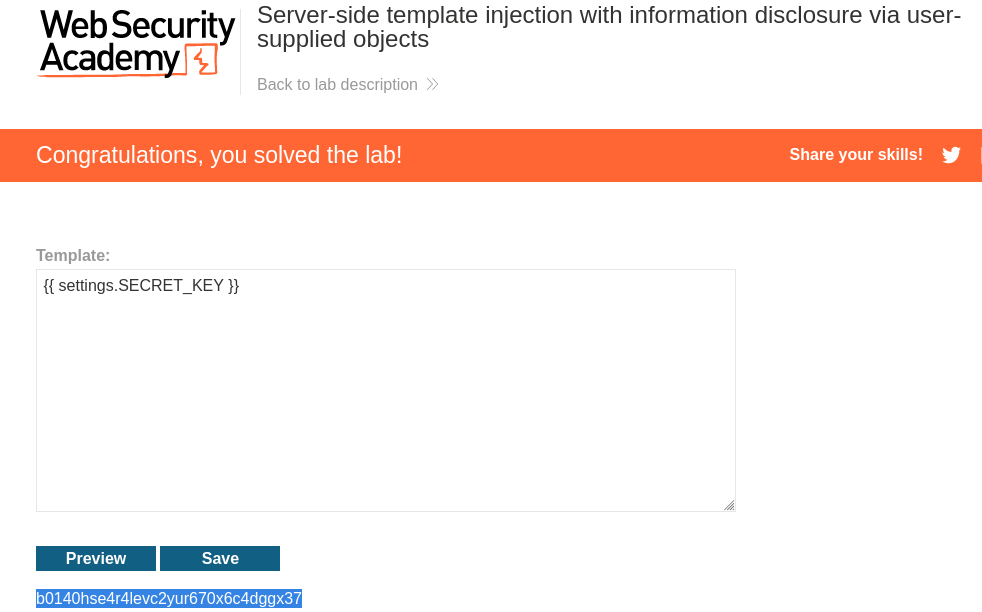 Web Security
Academy
Server-side template injection with information disclosure via user-
supplied objects
Back to lab description
Congratulations, you solved the lab!
Share your skills!
Template:
{{ settings.SECRET_KEY }}
Preview
Save
b0140hse4r4levc2yur670x6c4dggx37